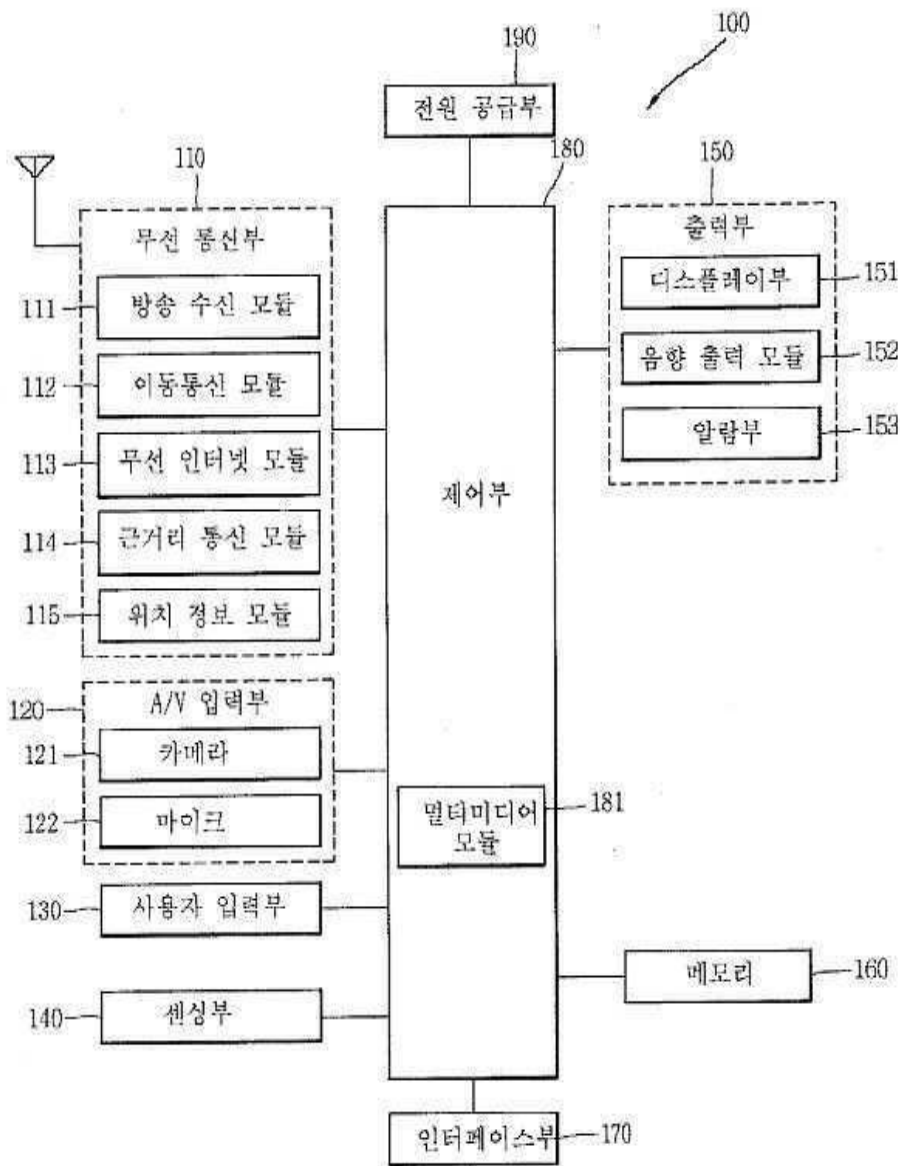 100
190
전원 공급부
180
110
무선 통신부
111
방송 수신 모듈
112
이동통신 모듈
113
무선 인터넷 모듈
114
근거리 통신 모듈
115
위치 정보 모듈
120
A/V 입력부
121
카메라
122
마이크
130
사용자 입력부
140
센싱부
제어부
181
멀티미디어
모듈
150
출력부
디스플레이부
151
음향 출력 모듈
152
알람부
153
메모리
160
인터페이스부
170